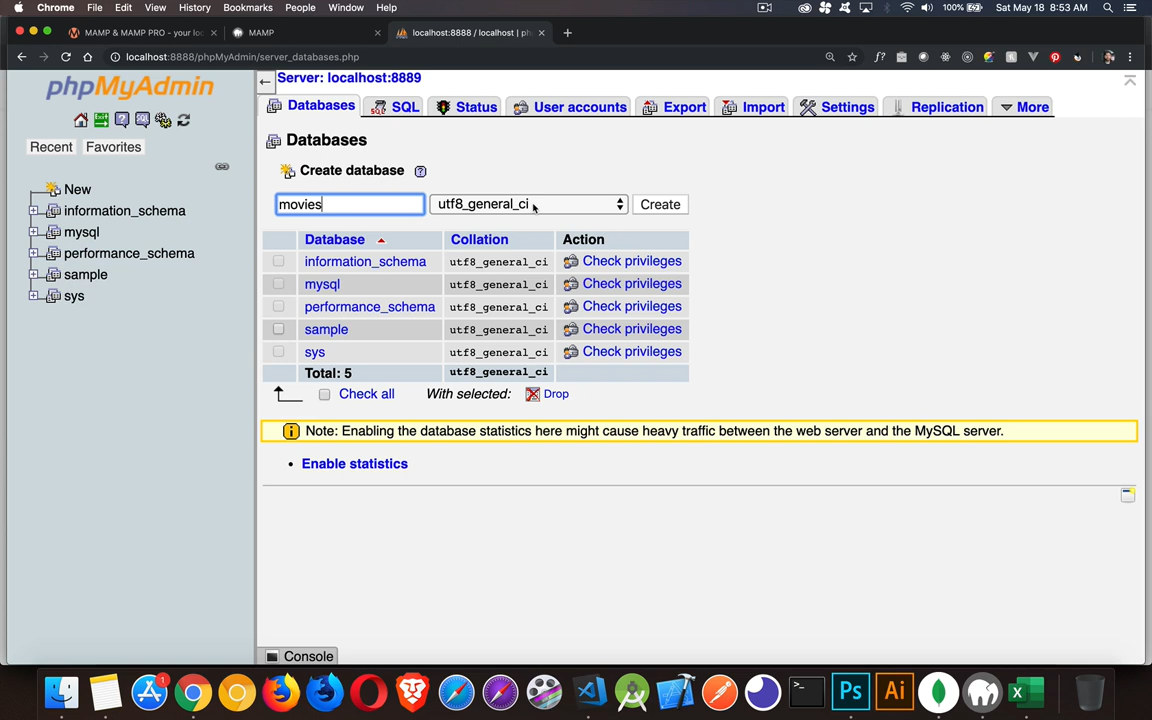 Chrome File Edit View History Bookmarks People Window Help 100% Sat May 18 8:53 AM
MAMP & MAMP PRO - your lo
MAMP
localhost:8888 / localhost | ph
localhost:8888/phpMyAdmin/server_databases.php
phpMyAdmin
Recent Favorites
New
information_schema
mysql
performance_schema
sample
sys
Server: localhost:8889
Databases SQL Status User accounts Export Import Settings Replication More
Databases
Create database
movies utf8_general_ci Create
Database Collation Action
information_schema utf8_general_ci Check privileges
mysql utf8_general_ci Check privileges
performance_schema utf8_general_ci Check privileges
sample utf8_general_ci Check privileges
sys utf8_general_ci Check privileges
Total: 5 utf8_general_ci
Check all With selected: Drop
Note: Enabling the database statistics here might cause heavy traffic between the web server and the MySQL server.
• Enable statistics
Console
1
Ps Ai